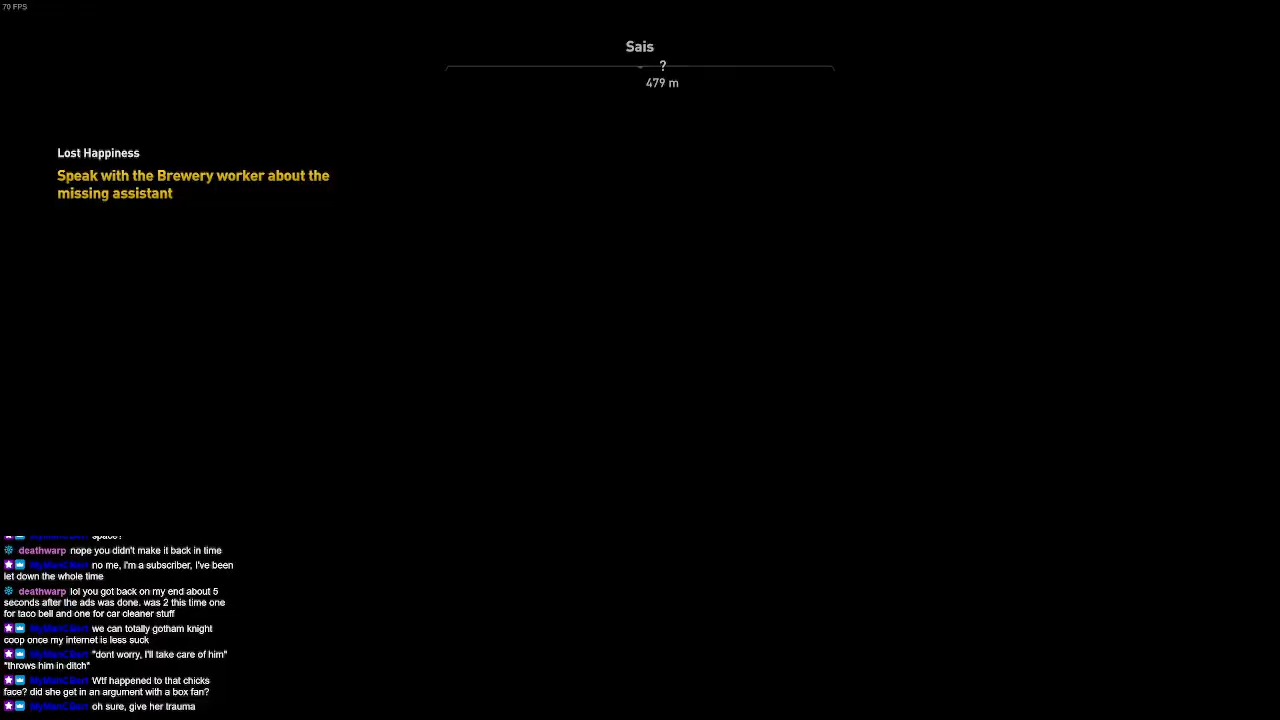 70 FPS
Sais
?
479 m
Lost Happiness
Speak with the Brewery worker about the
missing assistant
space?
deathwarp nope you didn't make it back in time
no me, i'm a subscriber, I've been
let down the whole time
deathwarp lol you got back on my end about 5
seconds after the ads was done. was 2 this time one
for taco bell and one for car cleaner stuff
we can totally gotham knight
coop once my internet is less suck
"dont worry, I'll take care of him"
*throws him in ditch*
Wtf happened to that chicks
face? did she get in an argument with a box fan?
oh sure, give her trauma